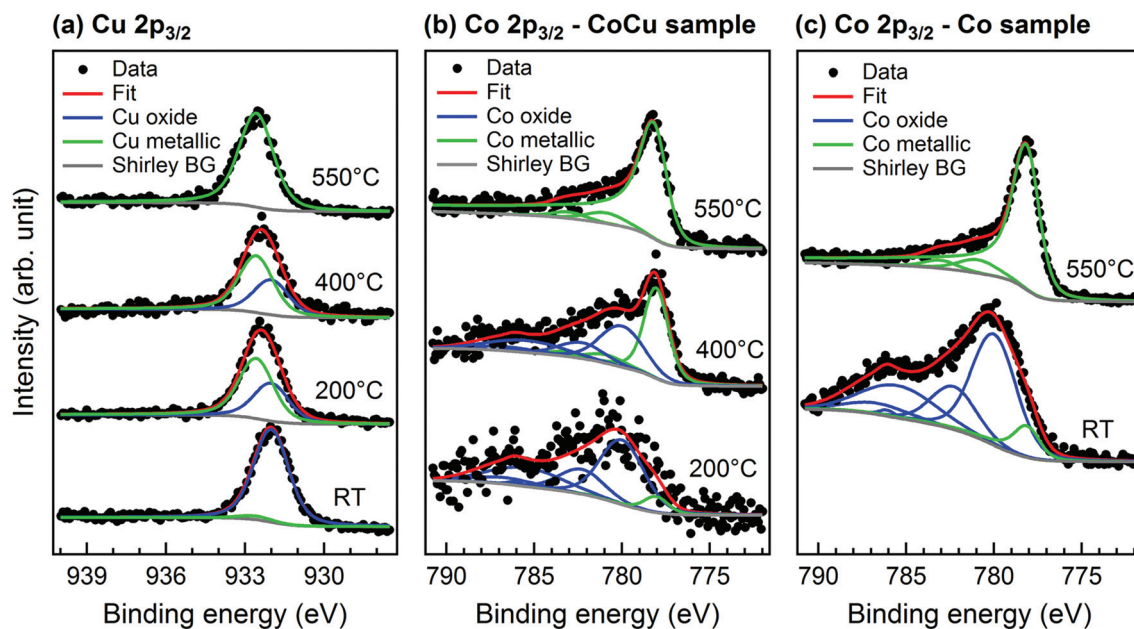 (a) Cu 2p3/2
Data
Fit
Cu oxide
Cu metallic
Shirley BG
550°C
400°C
200°C
RT
939 936 933 930
Binding energy (eV)
Intensity (arb. unit)
(b) Co 2p3/2 - CoCu sample
Data
Fit
Co oxide
Co metallic
Shirley BG
550°C
400°C
200°C
790 785 780 775
Binding energy (eV)
(c) Co 2p3/2 - Co sample
Data
Fit
Co oxide
Co metallic
Shirley BG
550°C
RT
790 785 780 775
Binding energy (eV)